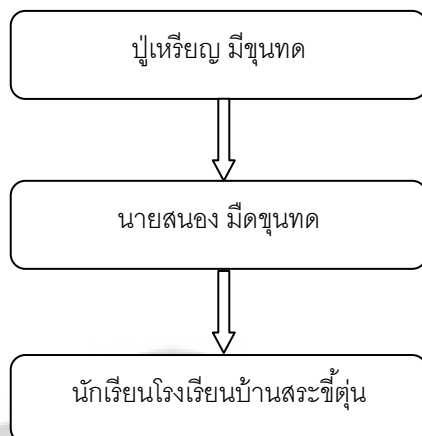 ปู่เหรียญ มีขุนทด
นายสนอง มืดขุนทด
นักเรียนโรงเรียนบ้านสระขี้ตุ่น